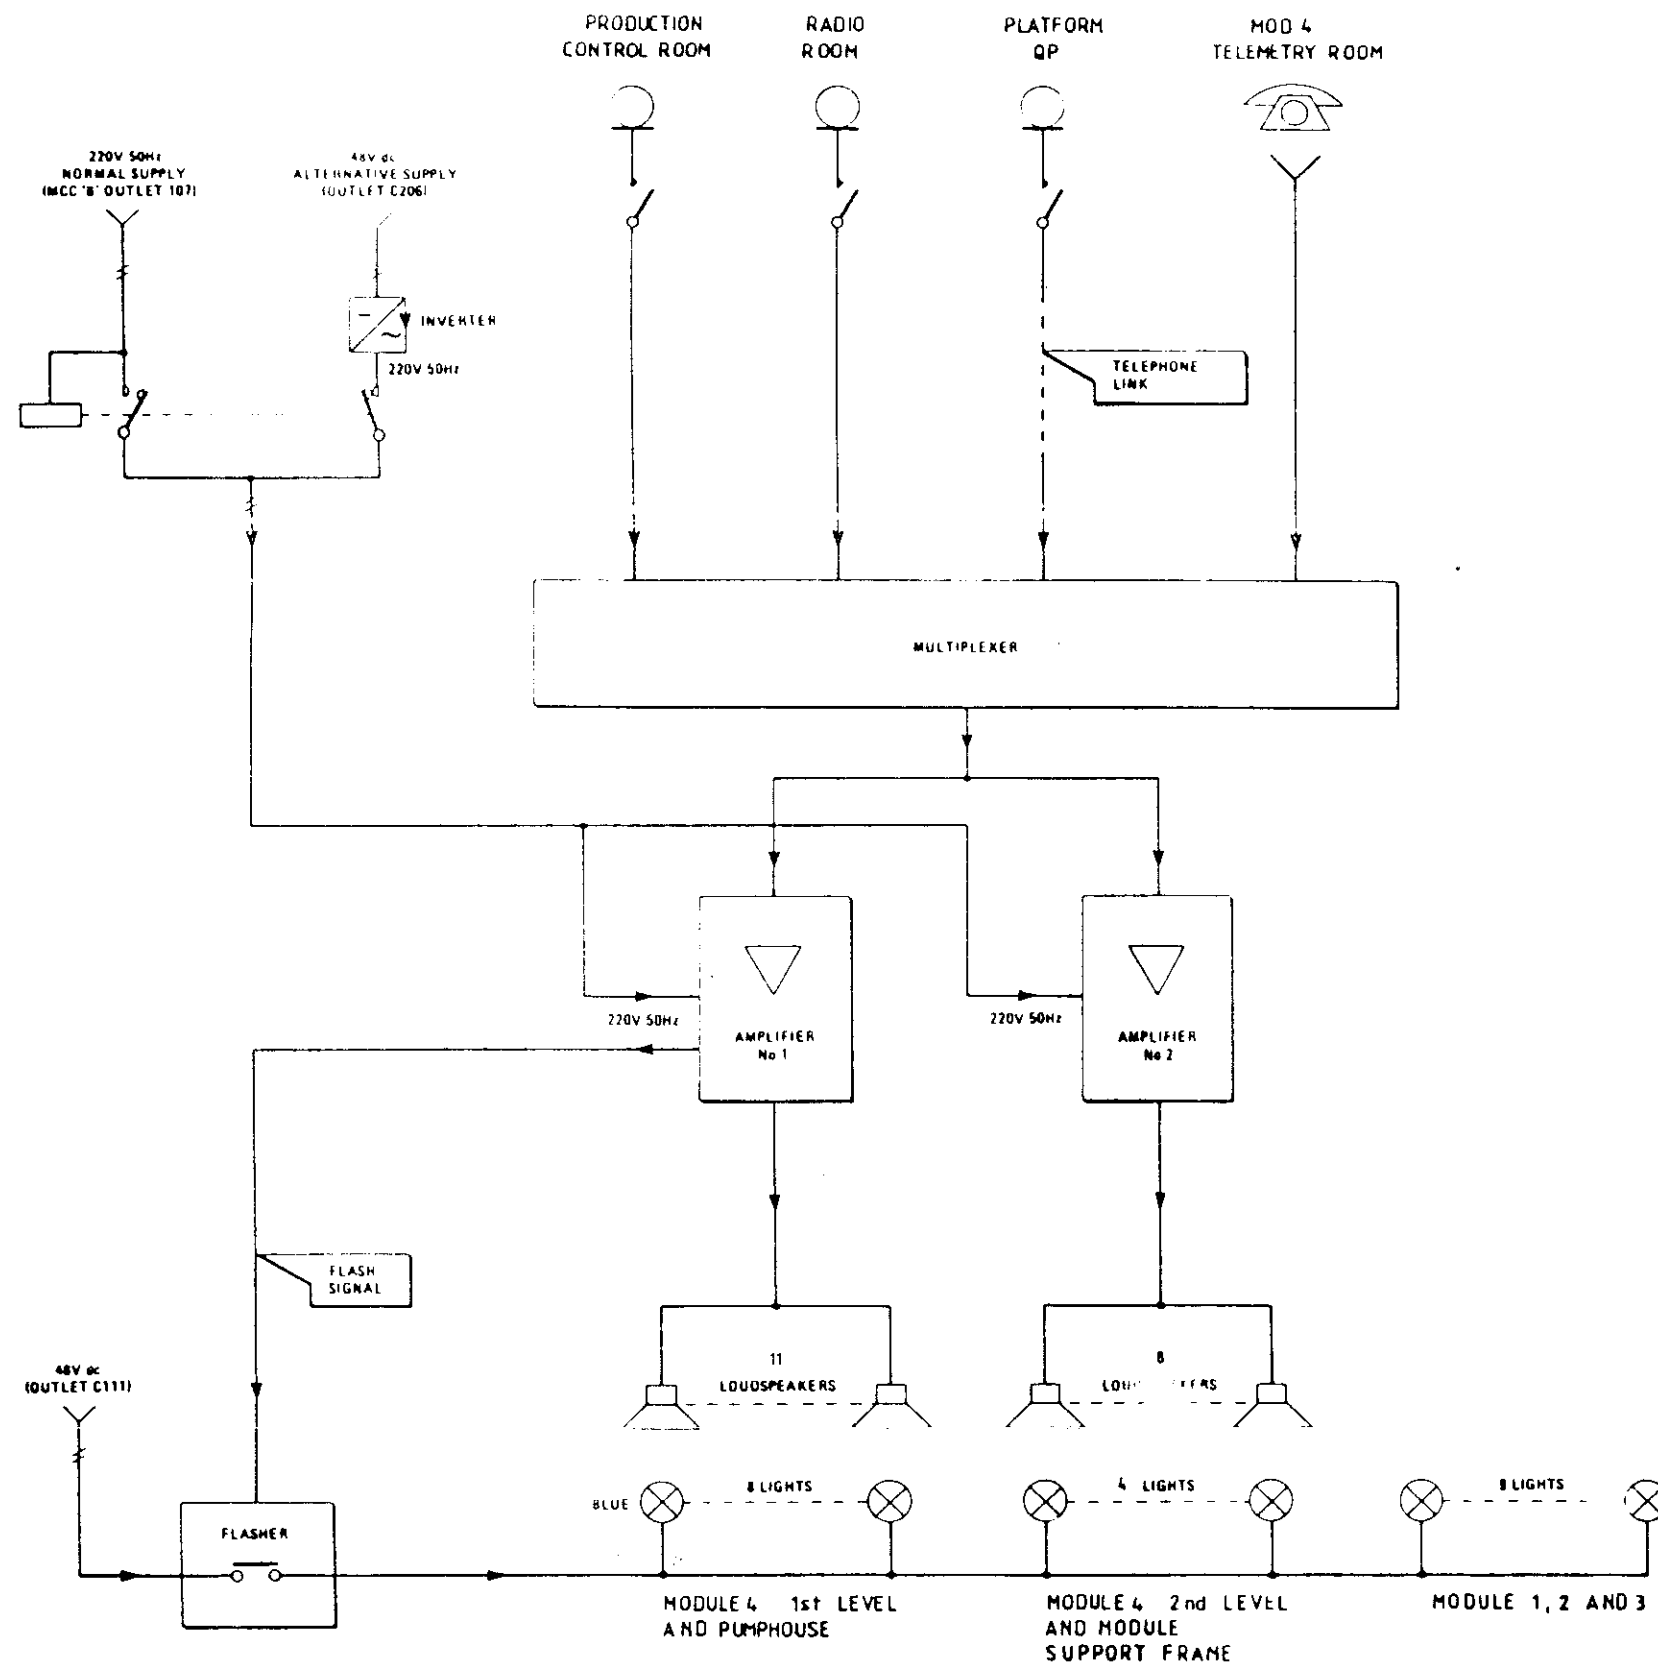 PRODUCTION
CONTROL ROOM
RADIO
ROOM
PLATFORM
QP
MOD 4
TELEMETRY ROOM
220V 50Hz
NORMAL SUPPLY
(MCC 'B' OUTLET 107)
48V dc
ALTERNATIVE SUPPLY
(OUTLET C206)
INVERTER
220V 50Hz
TELEPHONE
LINK
MULTIPLEXER
220V 50Hz
AMPLIFIER
No 1
220V 50Hz
AMPLIFIER
No 2
FLASH
SIGNAL
48V dc
(OUTLET C111)
11
LOUDSPEAKERS
8
FLASHER
BLUE
8 LIGHTS
4 LIGHTS
LIGHTS
MODULE 4 1st LEVEL
AND PUMPHOUSE
MODULE 4 2nd LEVEL
AND MODULE
SUPPORT FRAME
MODULE 1, 2 AND 3